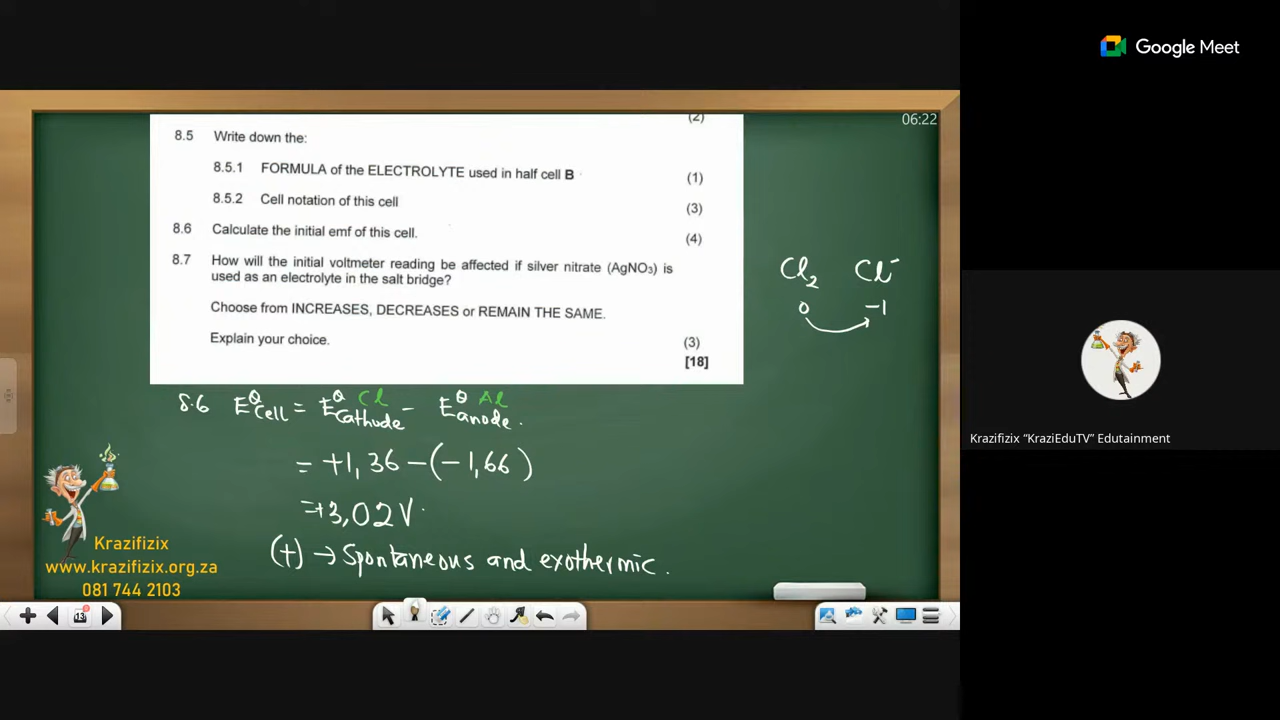 Google Meet
06:22
(2)
8.5 Write down the:
8.5.1 FORMULA of the ELECTROLYTE used in half cell B (1)
8.5.2 Cell notation of this cell (3)
8.6 Calculate the initial emf of this cell. (4)
8.7 How will the initial voltmeter reading be affected if silver nitrate (AgNO₃) is
used as an electrolyte in the salt bridge?
Choose from INCREASES, DECREASES or REMAIN THE SAME.
Explain your choice. (3)
[18]
Cl₂ Cl⁻
0 -1
8.6 E^θ Cell = E^θ Cathode - E^θ anode.
Cl Al
= +1,36 - (-1,66)
= +3,02 V.
(+) → Spontaneous and exothermic.
Krazifizix
www.krazifizix.org.za
081 744 2103
13
Krazifizix "KraziEduTV" Edutainment